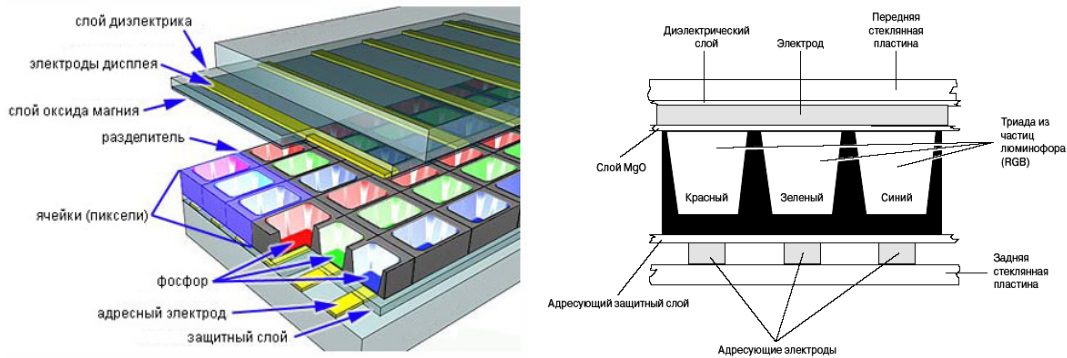 слой диэлектрика
электроды дисплея
слой оксида магния
разделитель
ячейки (пиксели)
фосфор
адресный электрод
защитный слой
Диэлектрический
слой
Электрод
Передняя
стеклянная
пластина
Слой MgO
Триада из
частиц
люминофора
(RGB)
Красный
Зеленый
Синий
Адресующий защитный слой
Задняя
стеклянная
пластина
Адресующие электроды